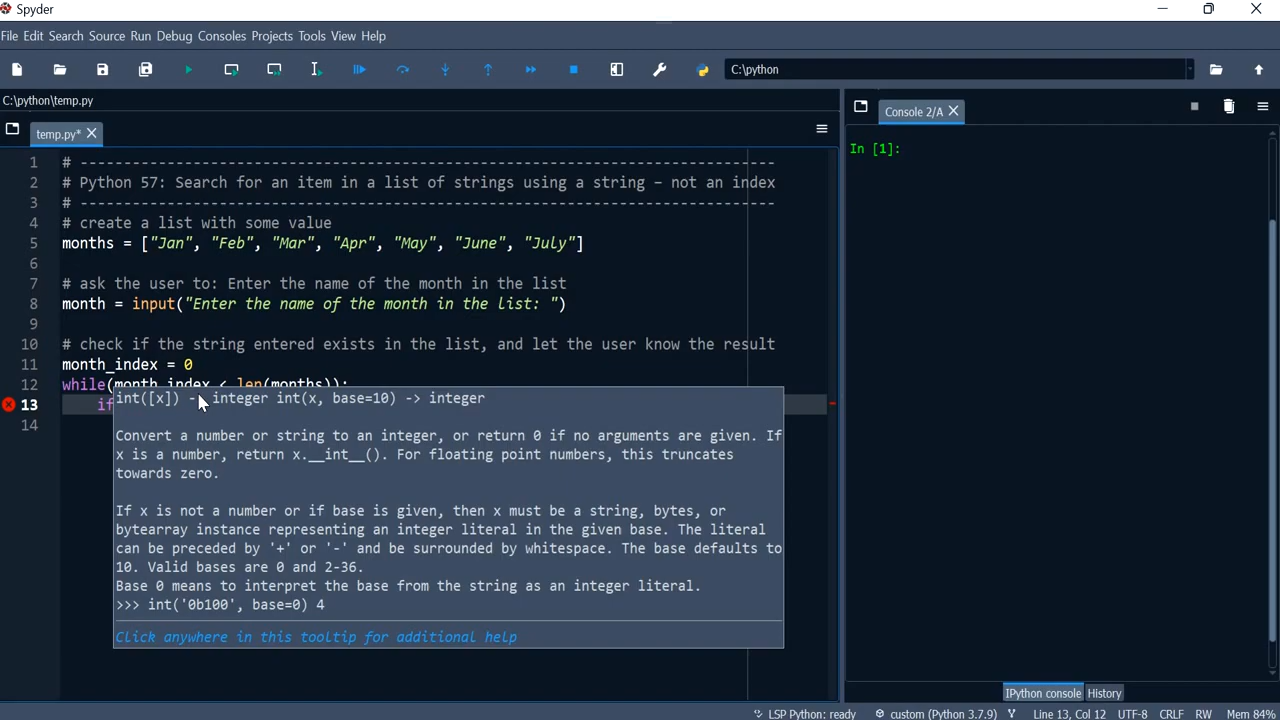 Spyder
File Edit Search Source Run Debug Consoles Projects Tools View Help
C:\python
C:\python\temp.py
temp.py*
Console 2/A
1 # --------------------------------------------------------------------------------
2 # Python 57: Search for an item in a list of strings using a string – not an index
3 # --------------------------------------------------------------------------------
4 # create a list with some value
5 months = ["Jan", "Feb", "Mar", "Apr", "May", "June", "July"]
6
7 # ask the user to: Enter the name of the month in the list
8 month = input("Enter the name of the month in the list: ")
9
10 # check if the string entered exists in the list, and let the user know the result
11 month_index = 0
12 while(month_index < len(months)):
13 if
14
int([x]) - integer int(x, base=10) -> integer
Convert a number or string to an integer, or return 0 if no arguments are given. If
x is a number, return x.__int__(). For floating point numbers, this truncates
towards zero.
If x is not a number or if base is given, then x must be a string, bytes, or
bytearray instance representing an integer literal in the given base. The literal
can be preceded by '+' or '-' and be surrounded by whitespace. The base defaults to
10. Valid bases are 0 and 2-36.
Base 0 means to interpret the base from the string as an integer literal.
>>> int('0b100', base=0) 4
Click anywhere in this tooltip for additional help
In [1]:
IPython console History
LSP Python: ready custom (Python 3.7.9) Line 13, Col 12 UTF-8 CRLF RW Mem 84%